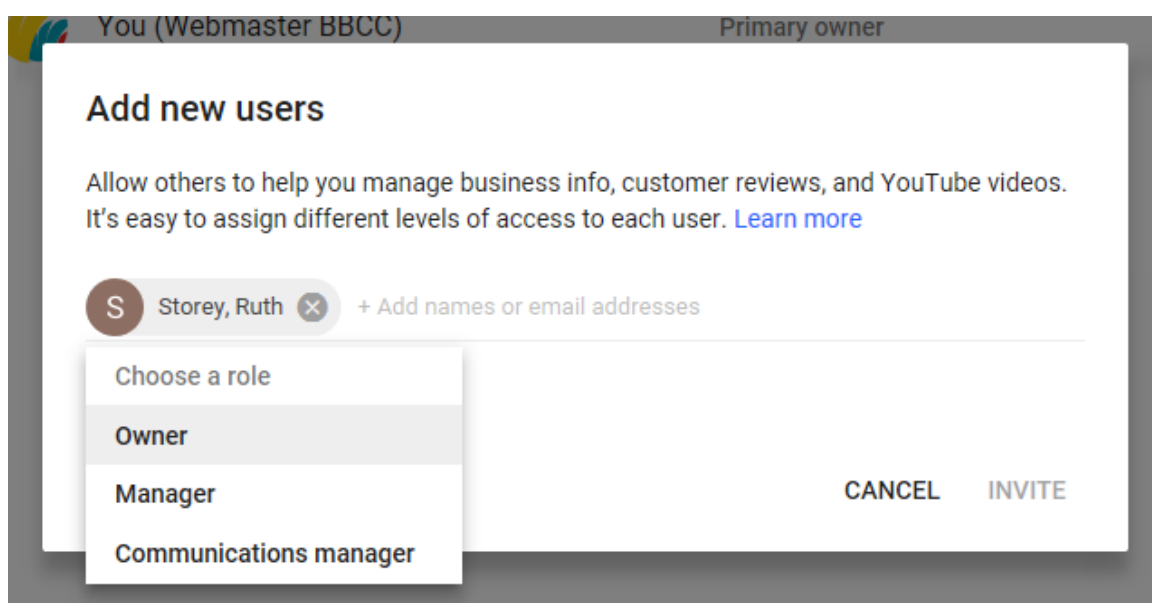 You (Webmaster BBCC) Primary owner
Add new users
Allow others to help you manage business info, customer reviews, and YouTube videos.
It's easy to assign different levels of access to each user. Learn more
S Storey, Ruth + Add names or email addresses
Choose a role
Owner
Manager
CANCEL INVITE
Communications manager